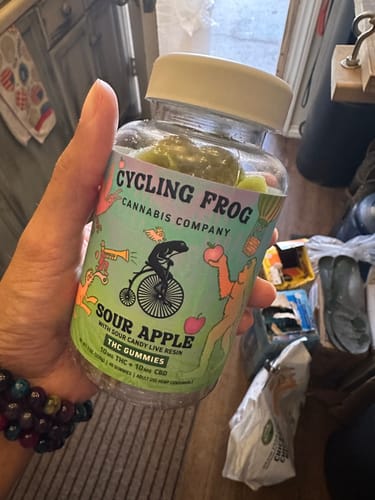 CYCLING FROG
CANNABIS COMPANY
SOUR APPLE
WITH SOUR CANDY LIVE RESIN
THC GUMMIES
10MG THC + 10MG CBD